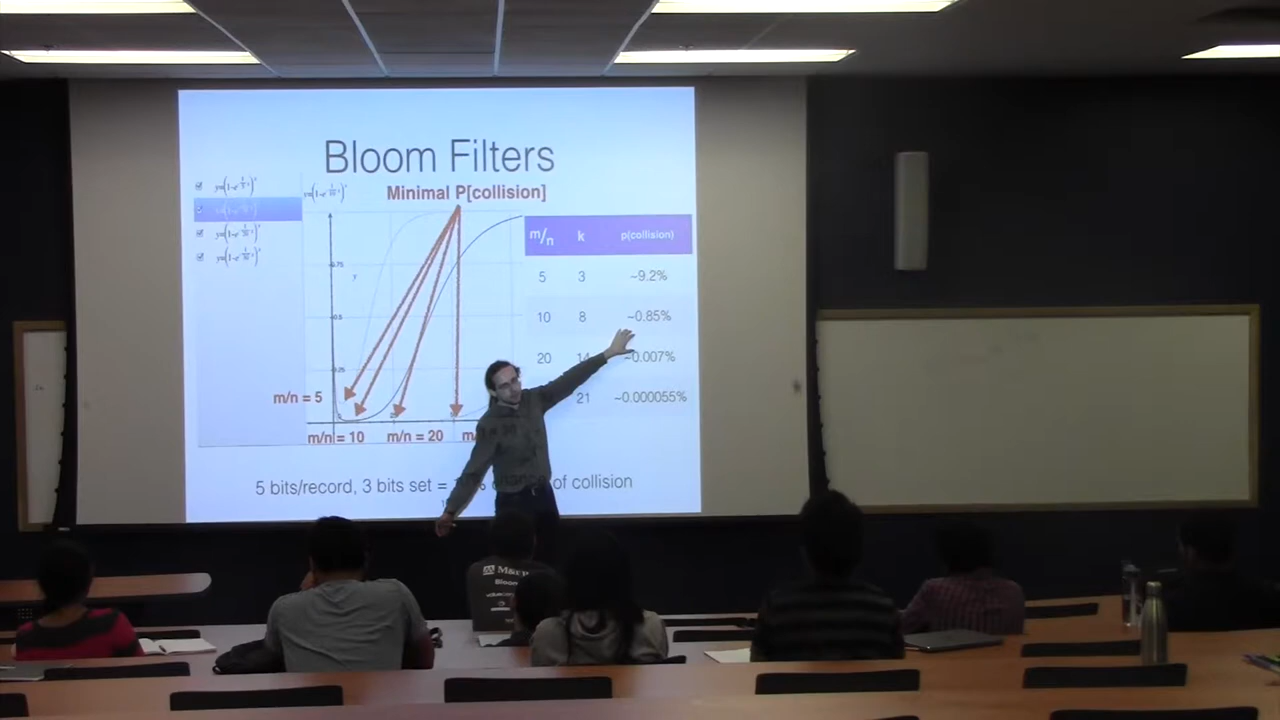 Bloom Filters
Minimal P[collision]
m/n k p(collision)
5 3 ~9.2%
10 8 ~0.85%
20 14 ~0.007%
21 ~0.000055%
y
m/n = 5
m/n = 10
m/n = 20
5 bits/record, 3 bits set = of collision